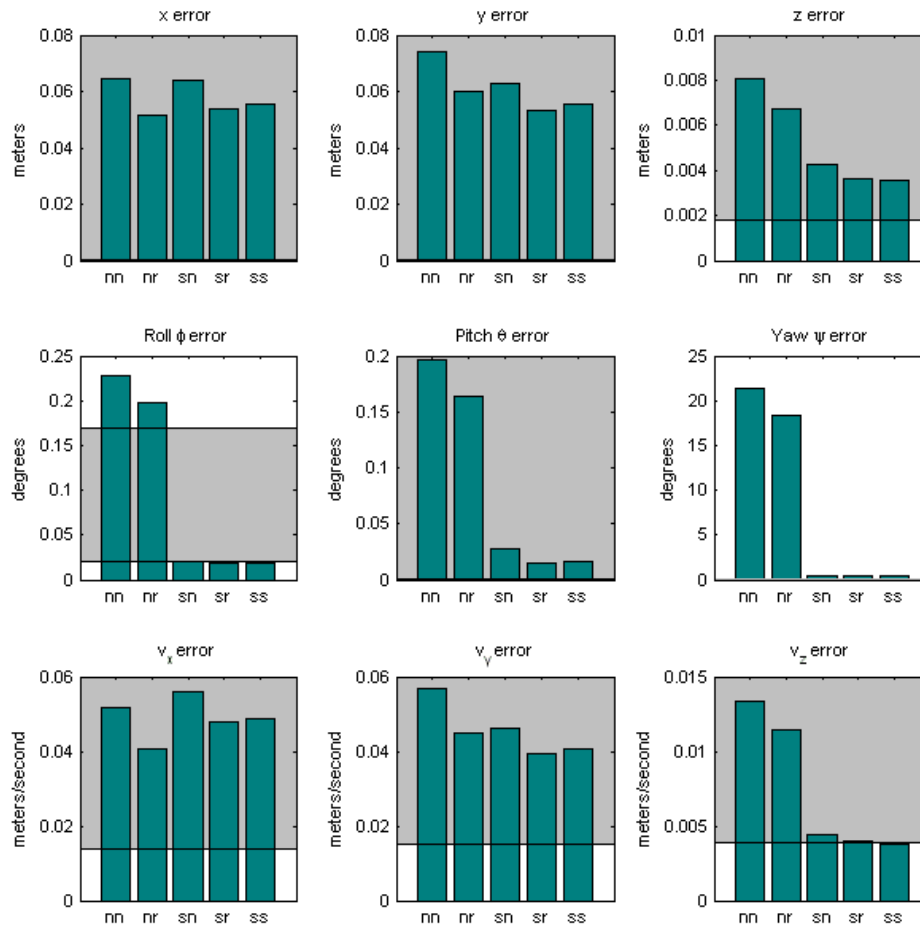 x error
0.08
0.06
0.04
0.02
0
meters
nn nr sn sr ss
y error
0.08
0.06
0.04
0.02
0
meters
nn nr sn sr ss
z error
0.01
0.008
0.006
0.004
0.002
0
meters
nn nr sn sr ss
Roll ϕ error
0.25
0.2
0.15
0.1
0.05
0
degrees
nn nr sn sr ss
Pitch θ error
0.2
0.15
0.1
0.05
0
degrees
nn nr sn sr ss
Yaw ψ error
25
20
15
10
5
0
degrees
nn nr sn sr ss
v_x error
0.06
0.04
0.02
0
meters/second
nn nr sn sr ss
v_y error
0.06
0.04
0.02
0
meters/second
nn nr sn sr ss
v_z error
0.015
0.01
0.005
0
meters/second
nn nr sn sr ss